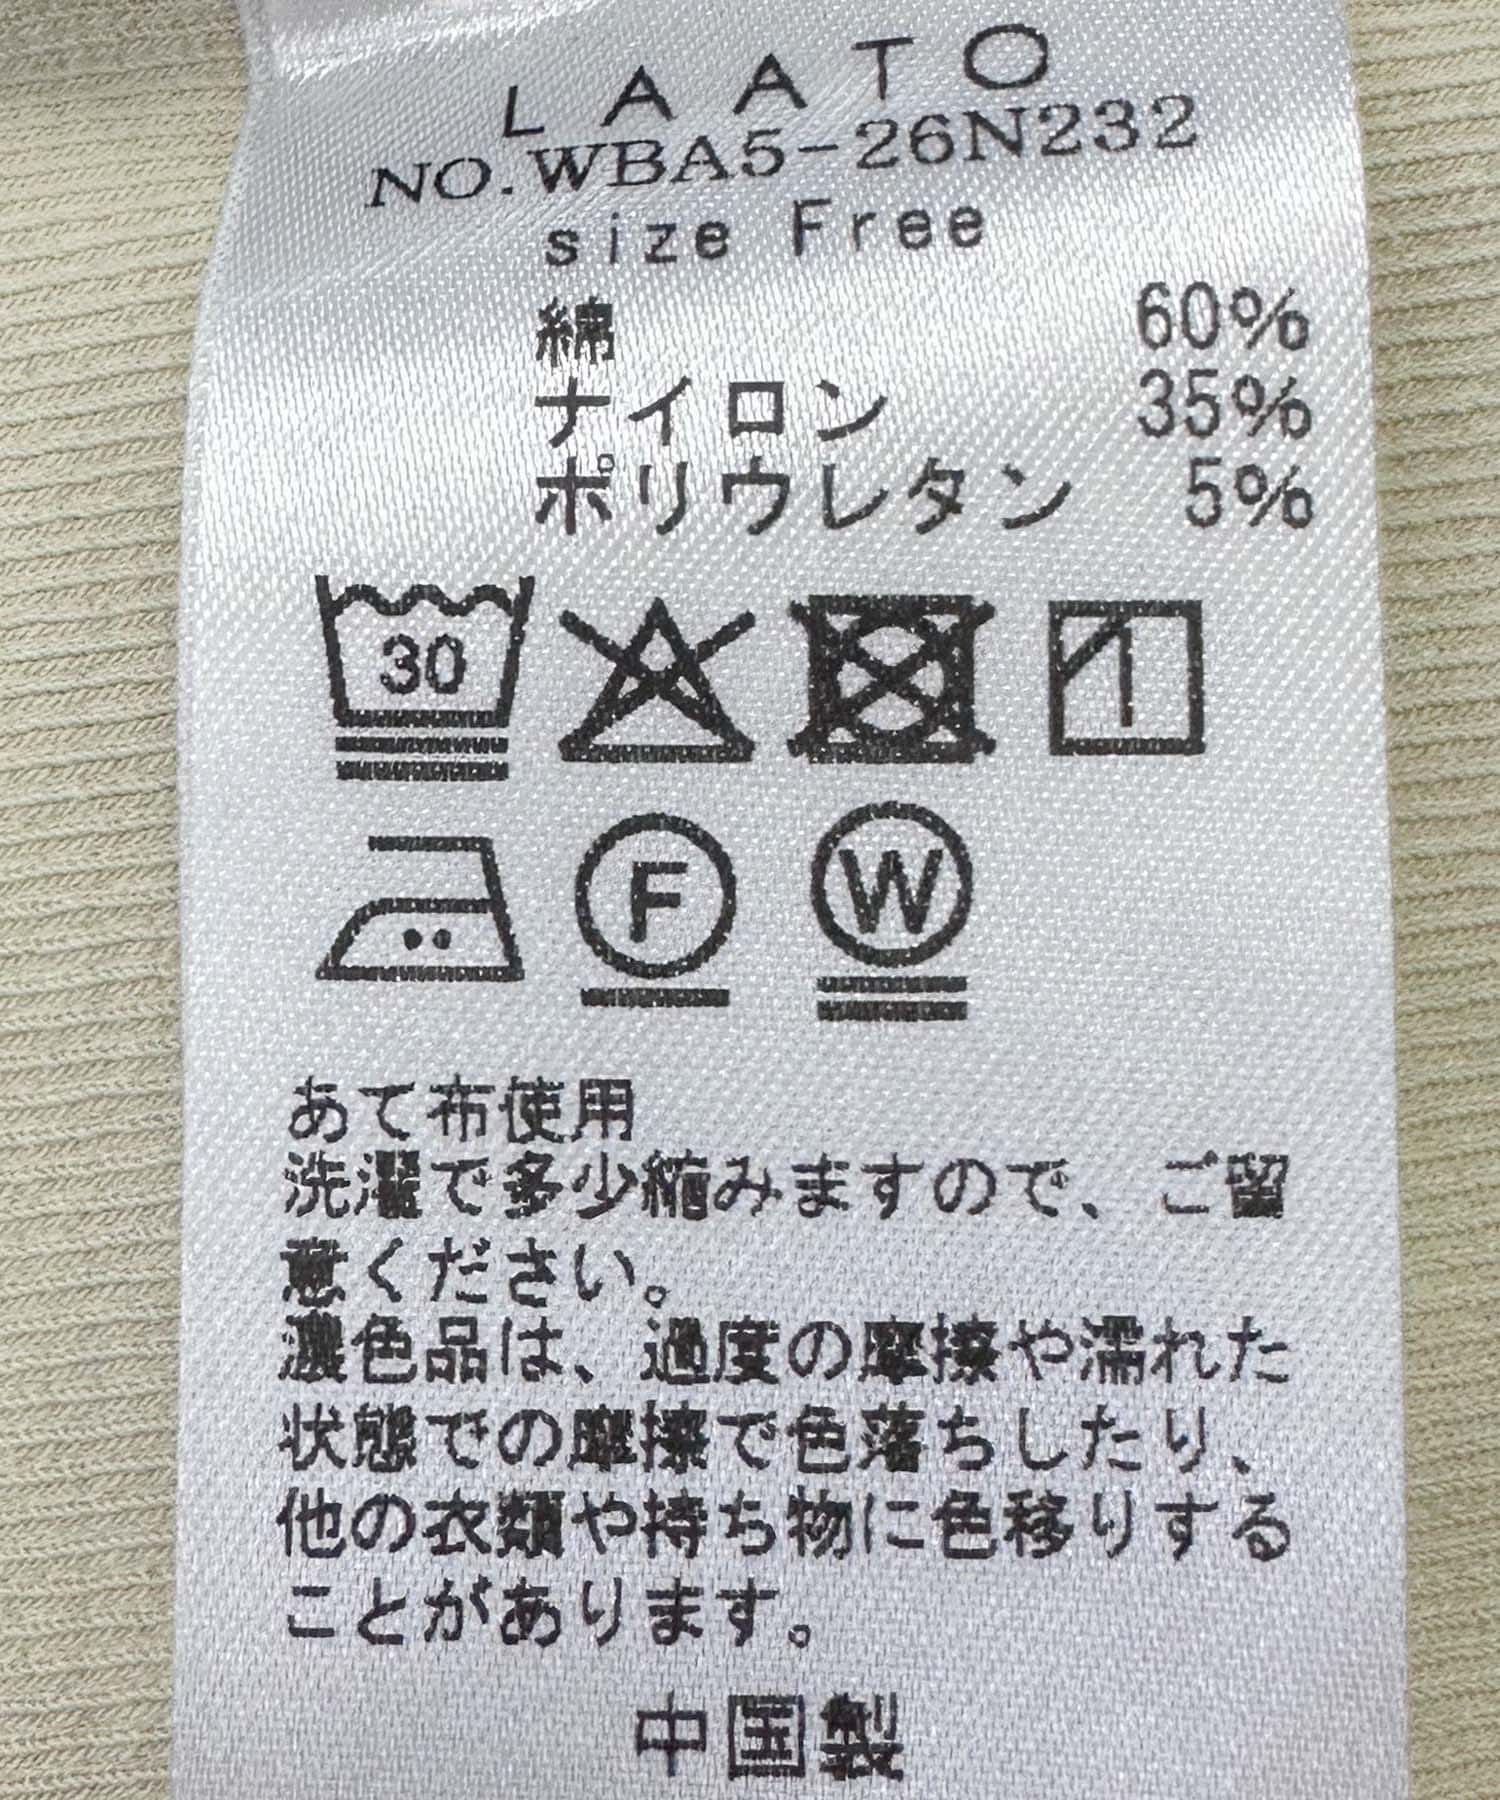 LAATO
NO.WBA5-26N232
size Free
綿 60%
ナイロン 35%
ポリウレタン 5%
30
F W
あて布使用
洗濯で多少縮みますので、ご留
意ください。
濃色品は、過度の摩擦や濡れた
状態での摩擦で色落ちしたり、
他の衣類や持ち物に色移りする
ことがあります。
中国製